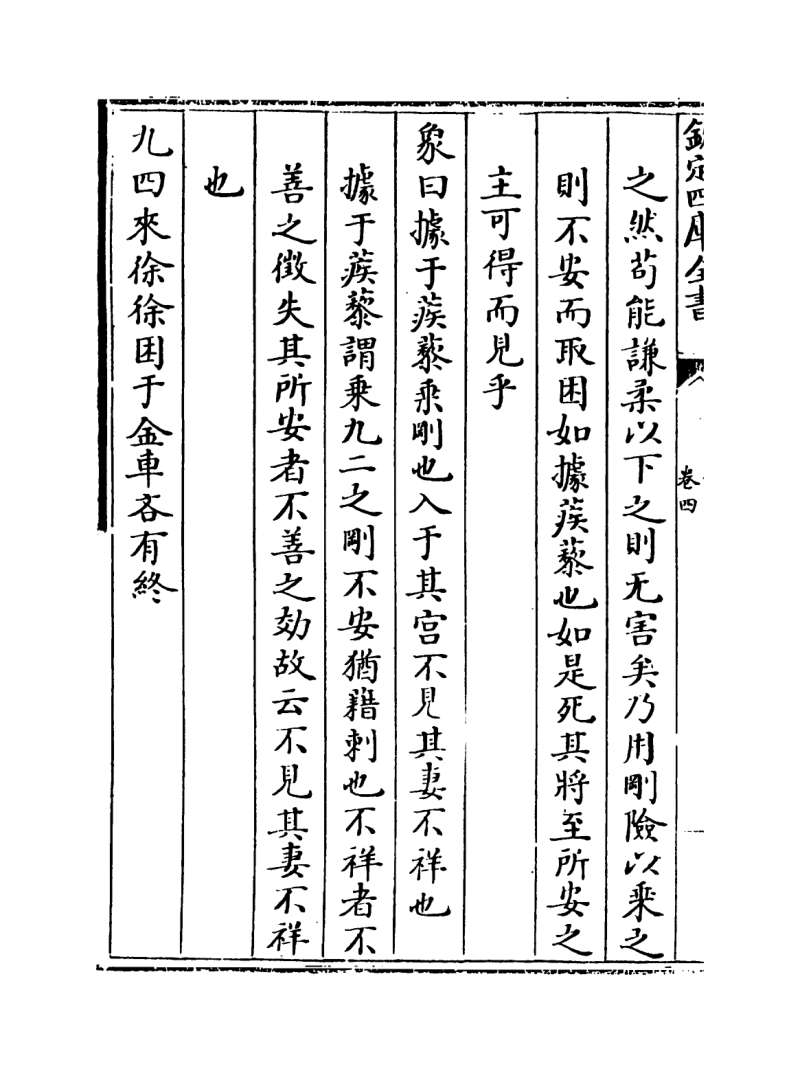 欽定四庫全書
卷四
之然苟能謙柔以下之則无害矣乃用剛險以乗之
則不安而取困如據蒺藜也如是死其將至所安之
主可得而見乎
象曰據于蒺藜乗剛也入于其宫不見其妻不祥也
據于蒺藜謂乗九二之剛不安猶藉刺也不祥者不
善之徴失其所安者不善之効故云不見其妻不祥
也
九四來徐徐困于金車吝有終